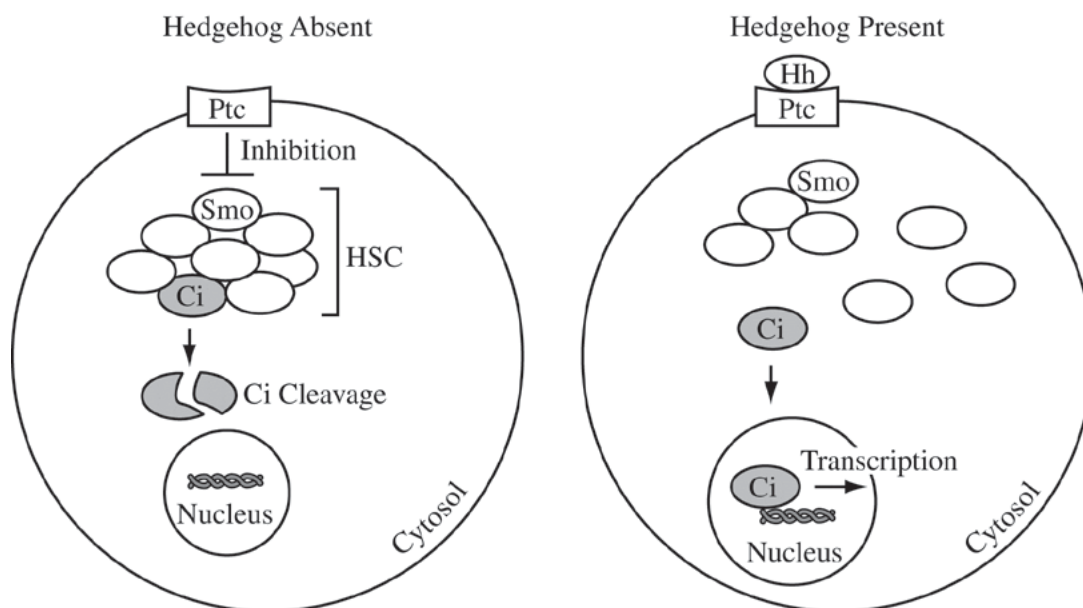 Hedgehog Absent
Ptc
Inhibition
Smo
HSC
Ci
Ci Cleavage
Nucleus
Cytosol
Hedgehog Present
Hh
Ptc
Smo
Ci
Transcription
Ci
Nucleus
Cytosol